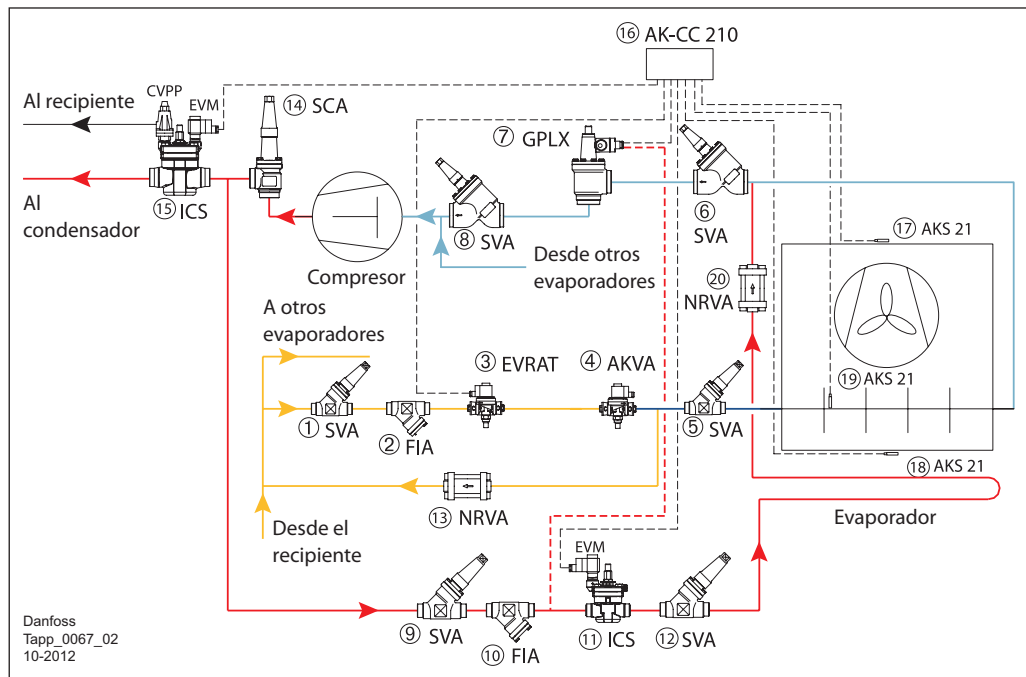 ⑯ AK-CC 210
CVPP
EVM
Al recipiente
⑭ SCA
⑦ GPLX
⑮ ICS
Al
condensador
⑧ SVA
⑥
SVA
⑰ AKS 21
Compresor
Desde otros
evaporadores
⑳
NRVA
A otros
evaporadores
③ EVRAT
④ AKVA
⑲ AKS 21
① SVA
② FIA
⑤ SVA
⑱ AKS 21
⑬ NRVA
Evaporador
Desde el
recipiente
EVM
⑨ SVA
⑩ FIA
⑪ ICS
⑫ SVA
Danfoss
Tapp_0067_02
10-2012